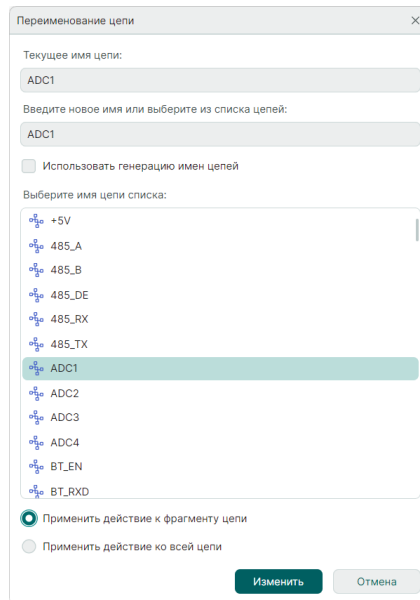 Переименование цепи
Текущее имя цепи:
ADC1
Введите новое имя или выберите из списка цепей:
ADC1
Использовать генерацию имен цепей
Выберите имя цепи списка:
+5V
485_A
485_B
485_DE
485_RX
485_TX
ADC1
ADC2
ADC3
ADC4
BT_EN
BT_RXD
Применить действие к фрагменту цепи
Применить действие ко всей цепи
Изменить Отмена